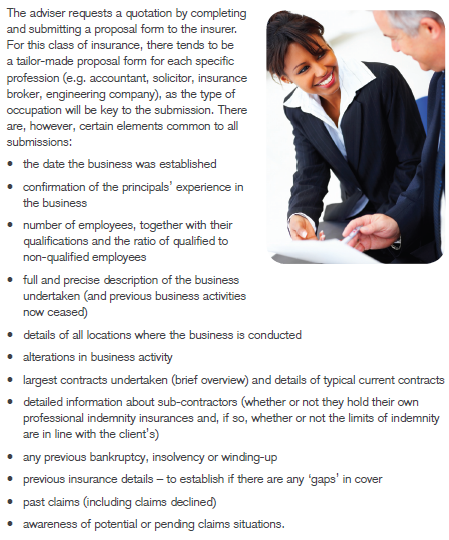 The adviser requests a quotation by completing
and submitting a proposal form to the insurer.
For this class of insurance, there tends to be
a tailor-made proposal form for each specific
profession (e.g. accountant, solicitor, insurance
broker, engineering company), as the type of
occupation will be key to the submission. There
are, however, certain elements common to all
submissions:
• the date the business was established
• confirmation of the principals' experience in
the business
• number of employees, together with their
qualifications and the ratio of qualified to
non-qualified employees
• full and precise description of the business
undertaken (and previous business activities
now ceased)
• details of all locations where the business is conducted
• alterations in business activity
• largest contracts undertaken (brief overview) and details of typical current contracts
• detailed information about sub-contractors (whether or not they hold their own
professional indemnity insurances and, if so, whether or not the limits of indemnity
are in line with the client's)
• any previous bankruptcy, insolvency or winding-up
• previous insurance details – to establish if there are any 'gaps' in cover
• past claims (including claims declined)
• awareness of potential or pending claims situations.